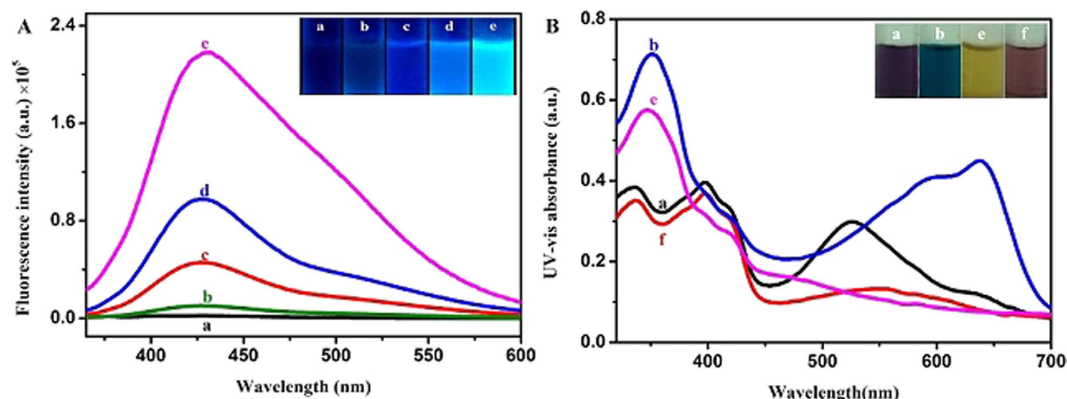 A
a b c d e
Fluorescence intensity (a.u.) ×10⁵
2.4
1.6
0.8
0.0
e
d
c
b
a
400 450 500 550 600
Wavelength (nm)
B
a b e f
UV-vis absorbance (a.u.)
0.8
0.6
0.4
0.2
0.0
b
e
a
f
400 500 600 700
Wavelength(nm)